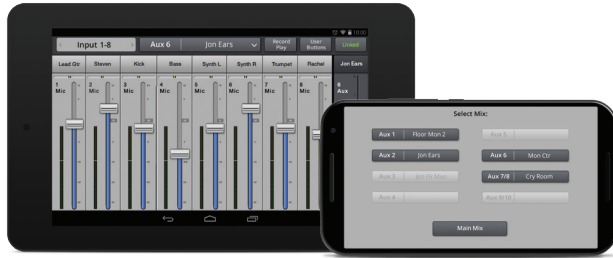 10:00
Input 1-8
Aux 6 Jon Ears
Record Play
User Buttons
Linked
Lead Gtr Steven Kick Bass Synth L Synth R Trumpet Rachel Jon Ears
1 Mic
2 Mic
3 Mic
4 Mic
5 Mic
6 Mic
7 Mic
8 Mic
6 Aux
Select Mix:
Aux 1 Floor Mon 2
Aux 5
Aux 2 Jon Ears
Aux 6 Mon Ctr
Aux 3
Aux 7/8 Cry Room
Aux 4
Aux 9/10
Main Mix